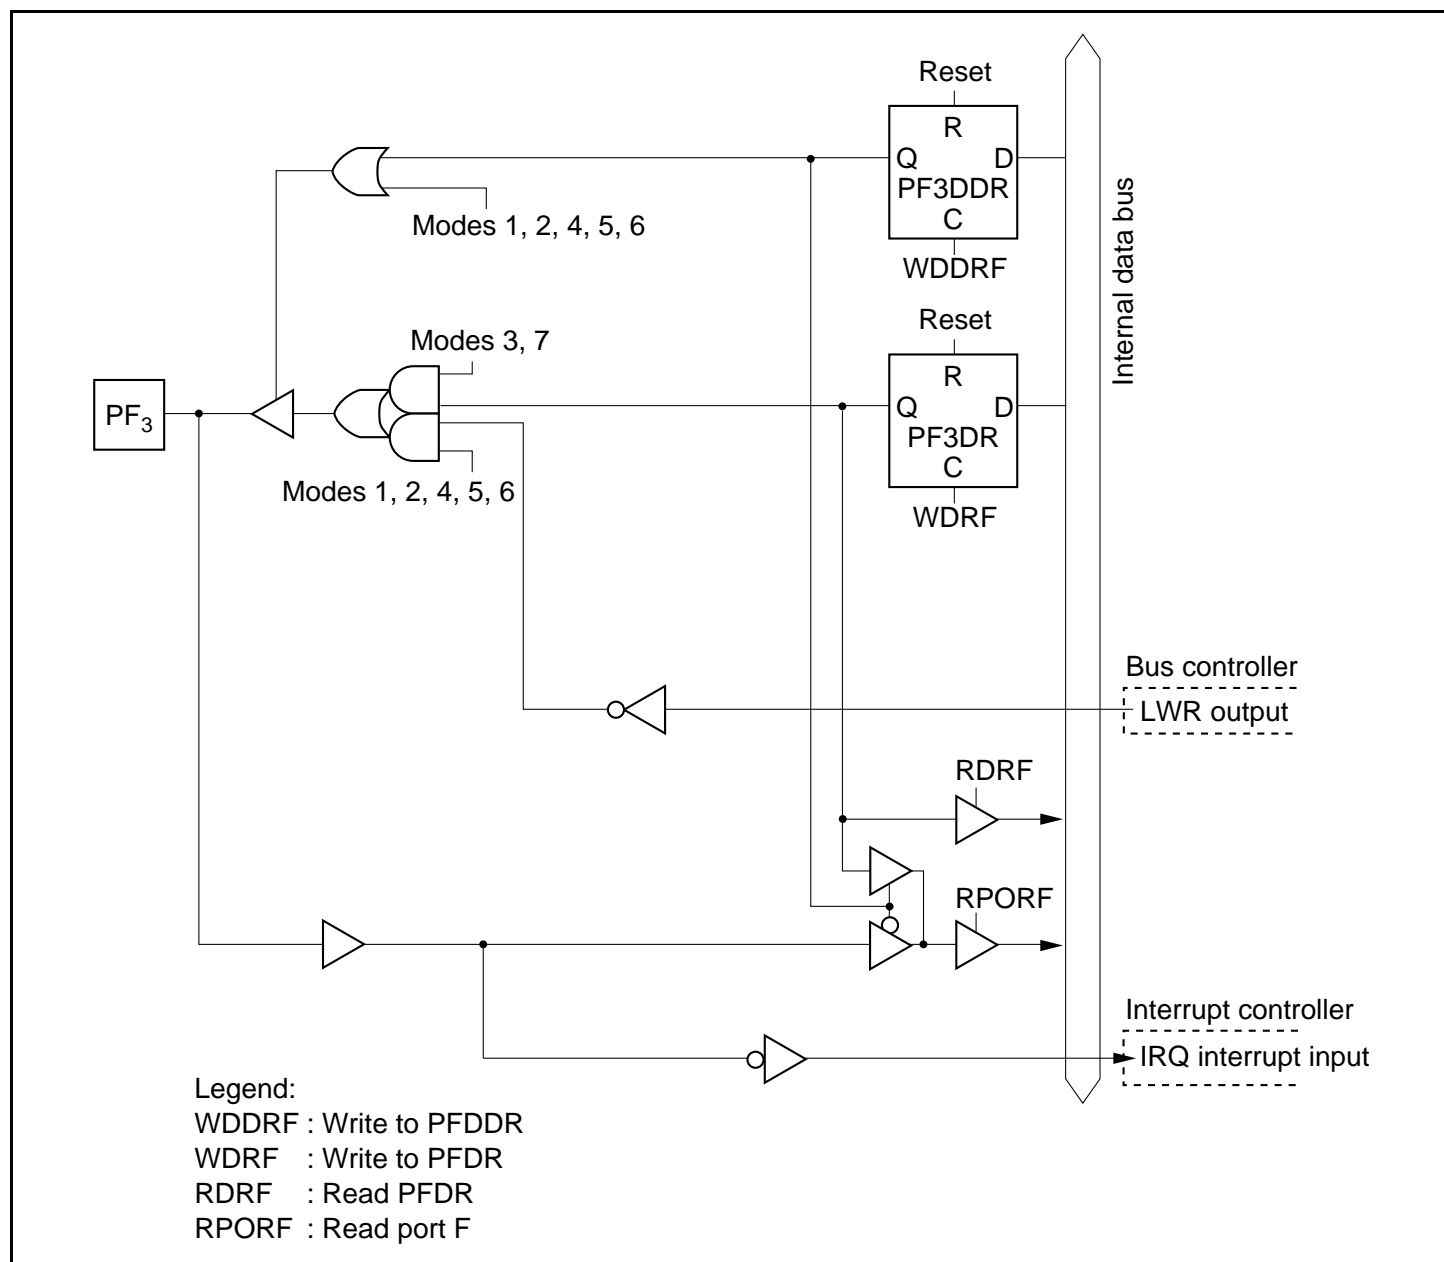 Reset
R
Q D
PF3DDR
C
WDDRF
Modes 1, 2, 4, 5, 6
Internal data bus
Reset
R
Q D
PF3DR
C
WDRF
Modes 3, 7
PF3
Modes 1, 2, 4, 5, 6
Bus controller
LWR output
RDRF
RPORF
Interrupt controller
IRQ interrupt input
Legend:
WDDRF : Write to PFDDR
WDRF : Write to PFDR
RDRF : Read PFDR
RPORF : Read port F